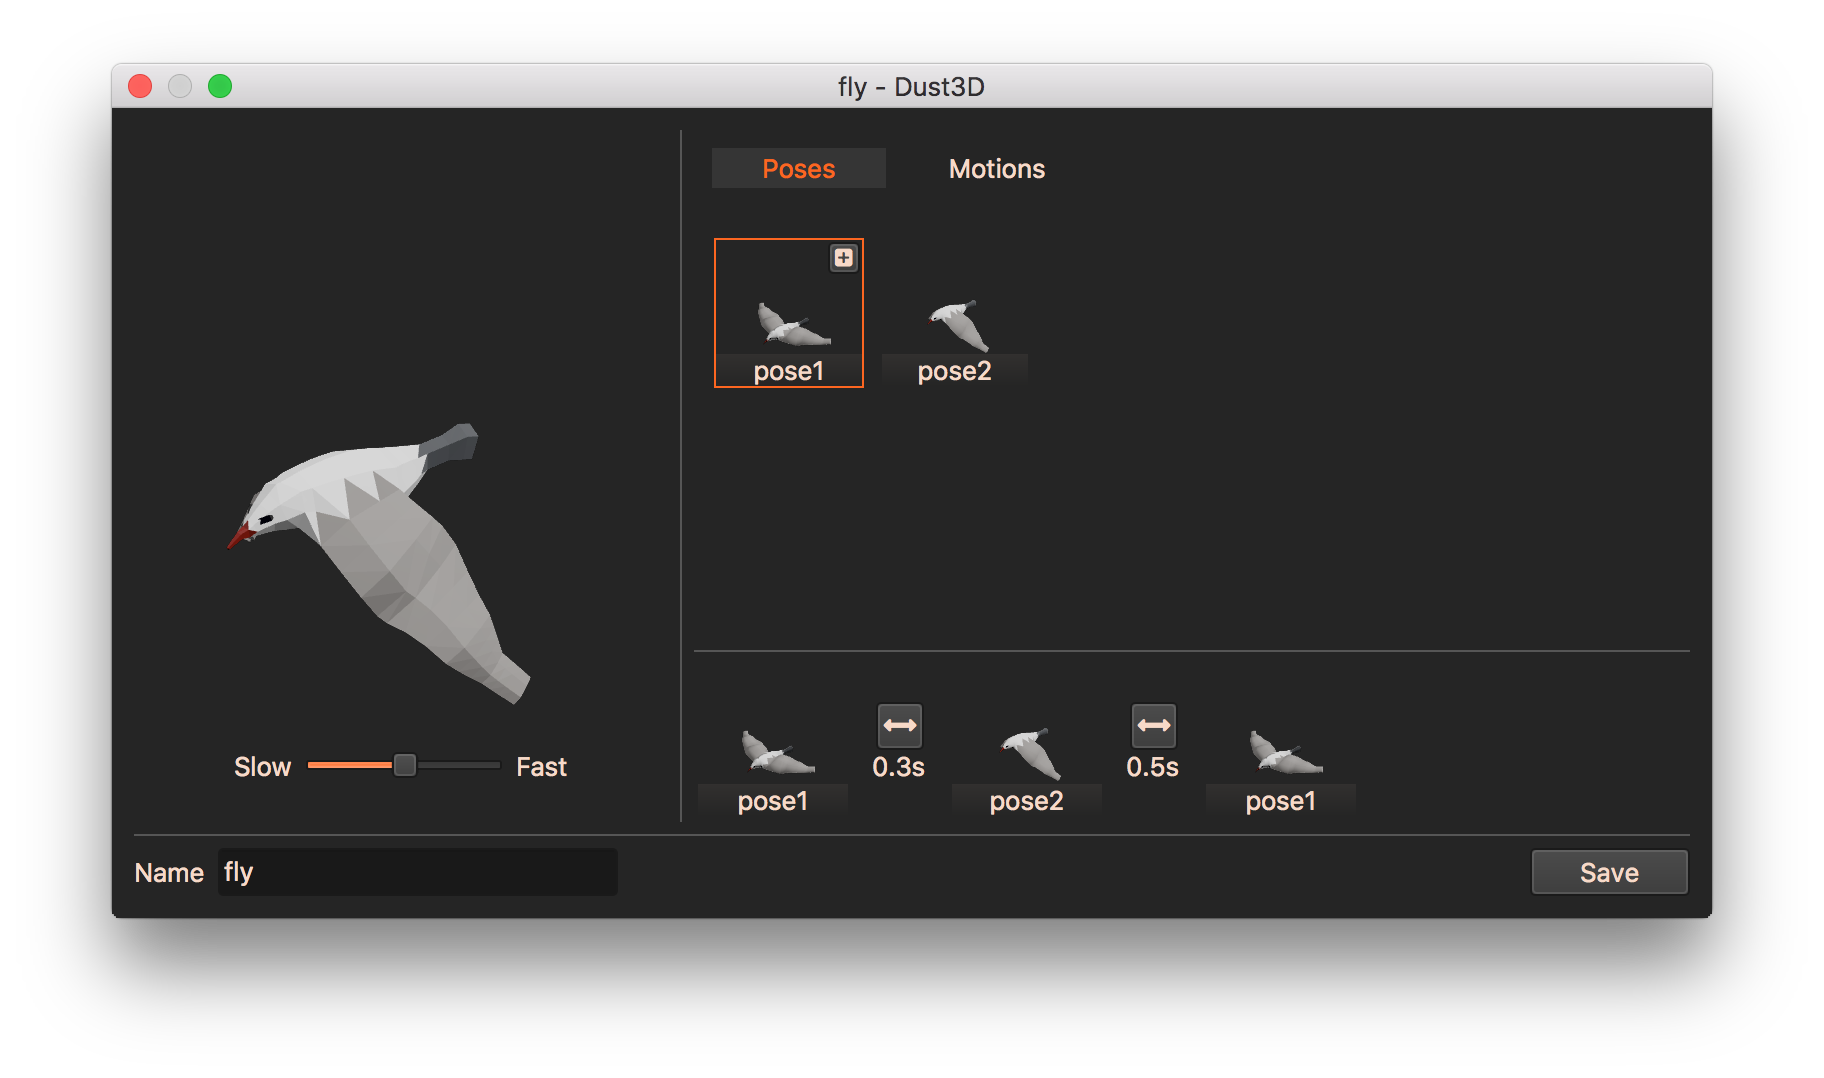 fly - Dust3D
Poses
Motions
pose1
pose2
Slow
Fast
0.3s
0.5s
pose1
pose2
pose1
Name
fly
Save